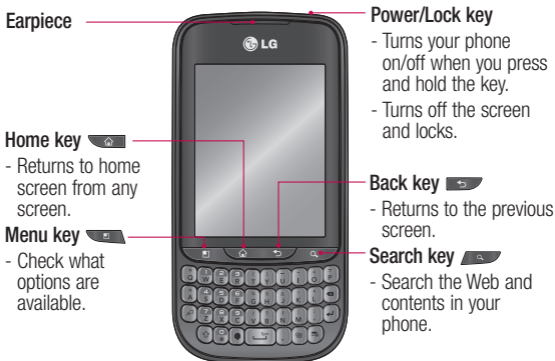 Earpiece
Power/Lock key
- Turns your phone
on/off when you press
and hold the key.
- Turns off the screen
and locks.
LG
Home key
- Returns to home
screen from any
screen.
Menu key
- Check what
options are
available.
Back key
- Returns to the previous
screen.
Search key
- Search the Web and
contents in your
phone.